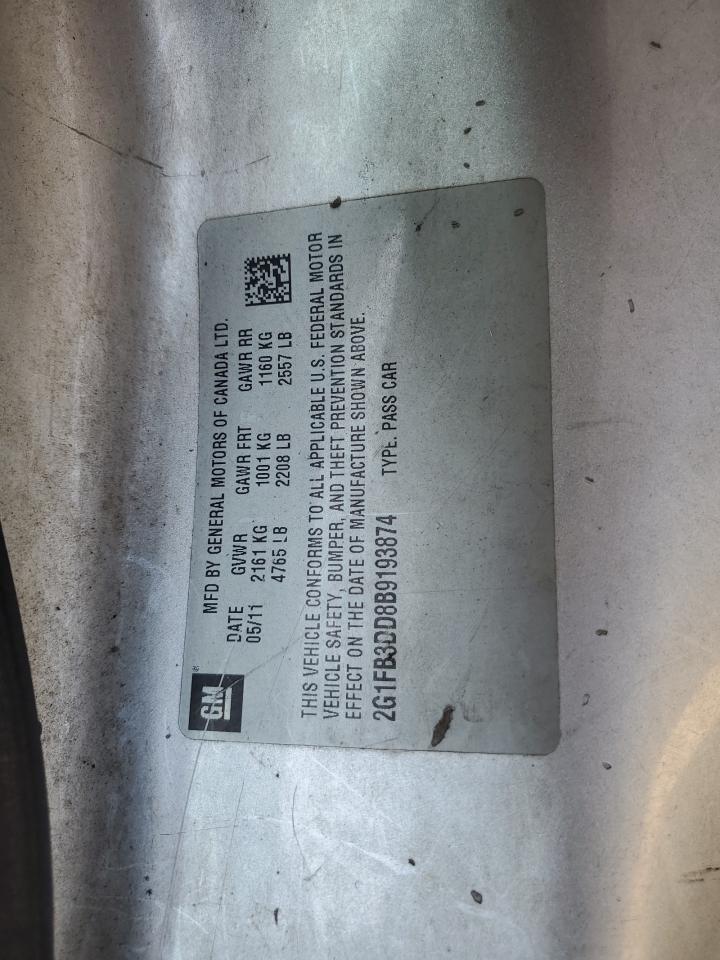 GM
MFD BY GENERAL MOTORS OF CANADA LTD.
DATE GVWR GAWR FRT GAWR RR
05/11 2161 KG 1001 KG 1160 KG
4765 LB 2208 LB 2557 LB
THIS VEHICLE CONFORMS TO ALL APPLICABLE U.S. FEDERAL MOTOR
VEHICLE SAFETY, BUMPER, AND THEFT PREVENTION STANDARDS IN
EFFECT ON THE DATE OF MANUFACTURE SHOWN ABOVE.
2G1FB3DD8B9193874 TYPE. PASS CAR